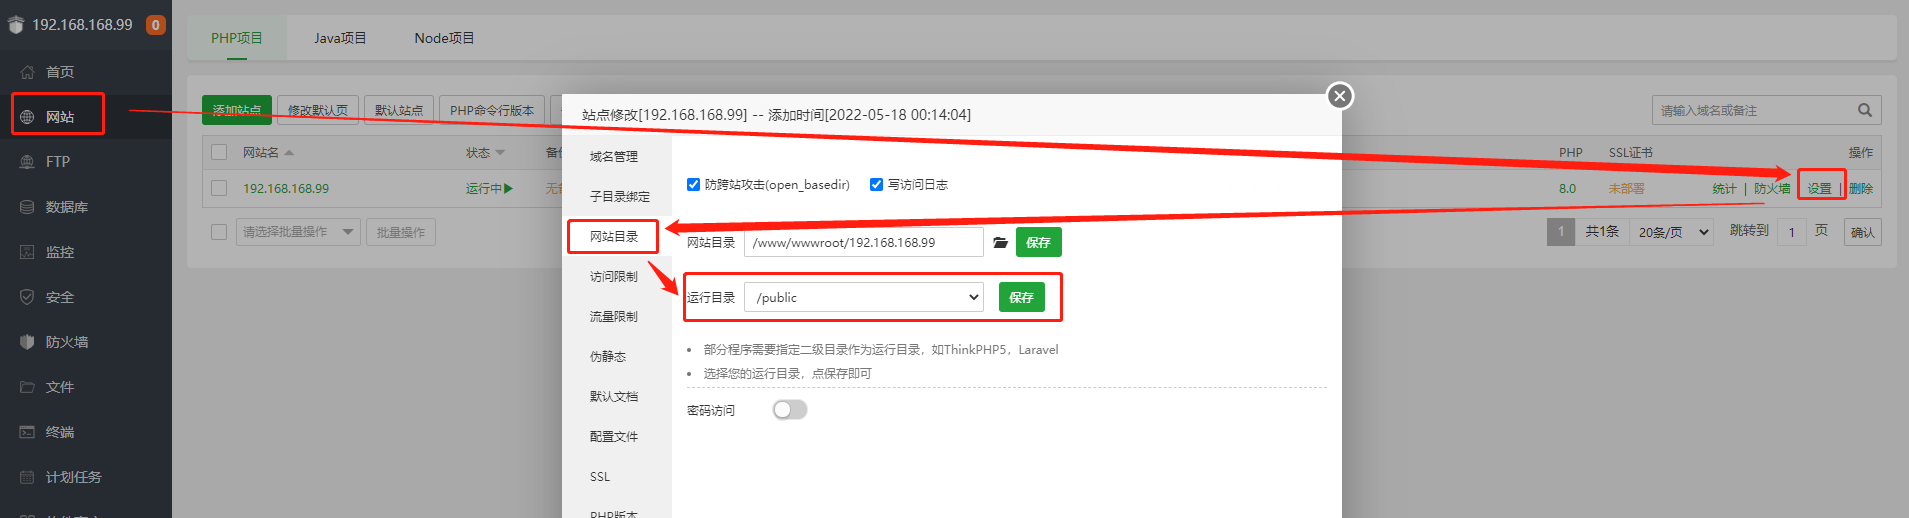 192.168.168.99 0
首页
网站
FTP
数据库
监控
安全
防火墙
文件
终端
计划任务
PHP项目 Java项目 Node项目
添加站点 修改默认页 默认站点 PHP命令行版本
请输入域名或备注
网站名 状态 PHP SSL证书 操作
192.168.168.99 运行中 8.0 未部署 统计 | 防火墙 设置 | 删除
请选择批量操作 批量操作
1 共1条 20条/页 跳转到 1 页 确认
站点修改[192.168.168.99] -- 添加时间[2022-05-18 00:14:04]
域名管理
子目录绑定
网站目录
访问限制
流量限制
伪静态
默认文档
配置文件
SSL
PHP版本
防跨站攻击(open_basedir) 写访问日志
网站目录 /www/wwwroot/192.168.168.99 保存
运行目录 /public 保存
部分程序需要指定二级目录作为运行目录，如ThinkPHP5，Laravel
选择您的运行目录，点保存即可
密码访问